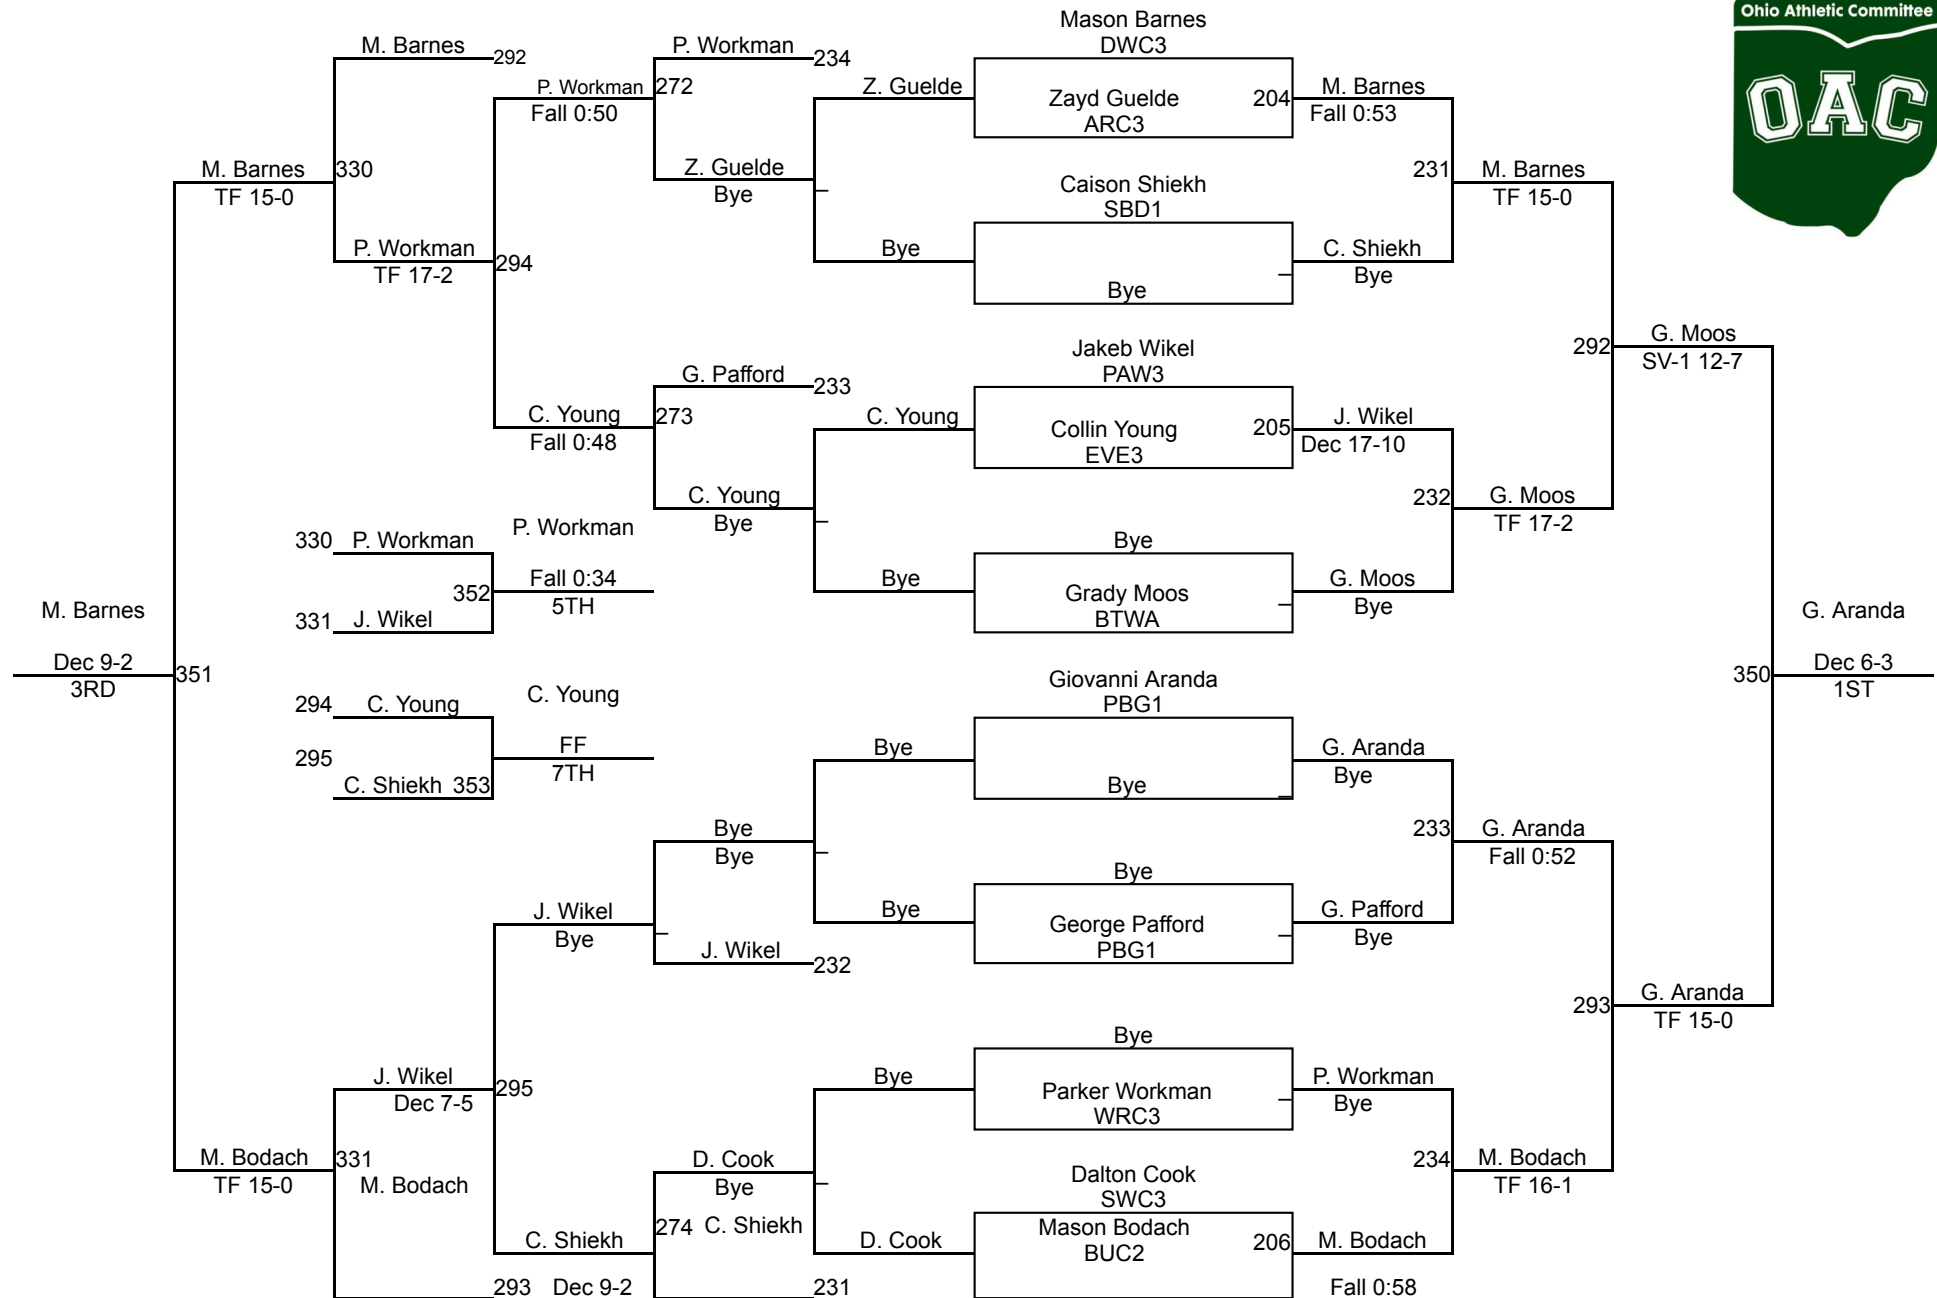 Ohio Athletic Committee
OAC
Mason Barnes
DWC3
M. Barnes
292
P. Workman
234
P. Workman
272
Fall 0:50
Z. Guelde
Zayd Guelde
ARC3
204
M. Barnes
Fall 0:53
M. Barnes
TF 15-0
330
Z. Guelde
Bye
Caison Shiekh
SBD1
231
M. Barnes
TF 15-0
P. Workman
TF 17-2
294
Bye
Bye
C. Shiekh
Bye
Jakeb Wikel
PAW3
292
G. Moos
SV-1 12-7
G. Pafford
233
C. Young
273
Fall 0:48
C. Young
Collin Young
EVE3
205
J. Wikel
Dec 17-10
C. Young
Bye
232
G. Moos
TF 17-2
330
P. Workman
P. Workman
352
Fall 0:34
5TH
331
J. Wikel
Bye
Bye
Grady Moos
BTWA
G. Moos
Bye
M. Barnes
Dec 9-2
3RD
351
G. Aranda
350
Dec 6-3
1ST
294
C. Young
C. Young
295
FF
7TH
C. Shiekh
353
Giovanni Aranda
PBG1
Bye
Bye
G. Aranda
Bye
Bye
Bye
233
G. Aranda
Fall 0:52
Bye
Bye
George Pafford
PBG1
G. Pafford
Bye
J. Wikel
Bye
J. Wikel
232
293
G. Aranda
TF 15-0
J. Wikel
Dec 7-5
295
Bye
Bye
Parker Workman
WRC3
P. Workman
Bye
M. Bodach
TF 15-0
331
M. Bodach
D. Cook
Bye
Dalton Cook
SWC3
234
M. Bodach
TF 16-1
C. Shiekh
274
C. Shiekh
D. Cook
Mason Bodach
BUC2
206
M. Bodach
293
Dec 9-2
231
Fall 0:58